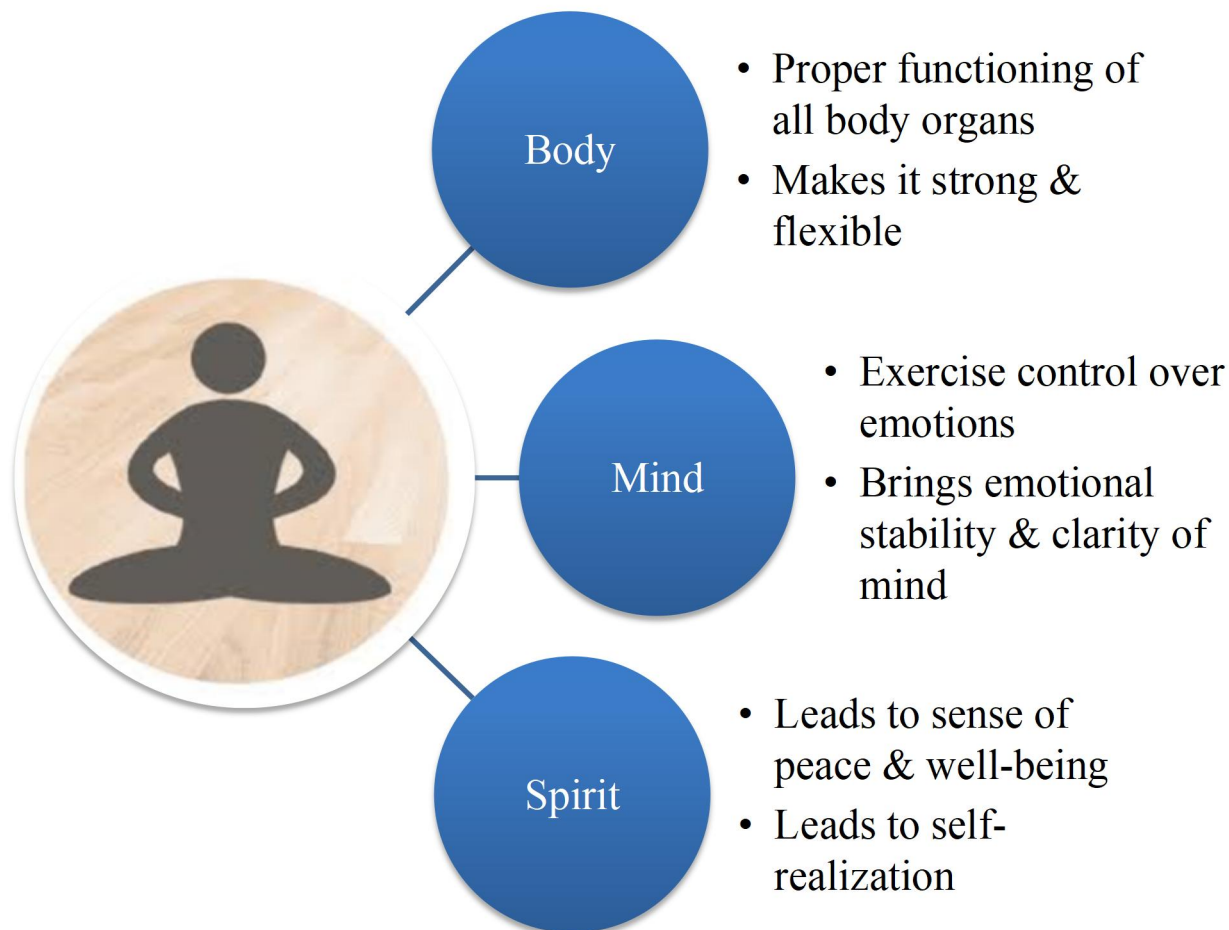 Body
• Proper functioning of
all body organs
• Makes it strong &
flexible
Mind
• Exercise control over
emotions
• Brings emotional
stability & clarity of
mind
Spirit
• Leads to sense of
peace & well-being
• Leads to self-
realization